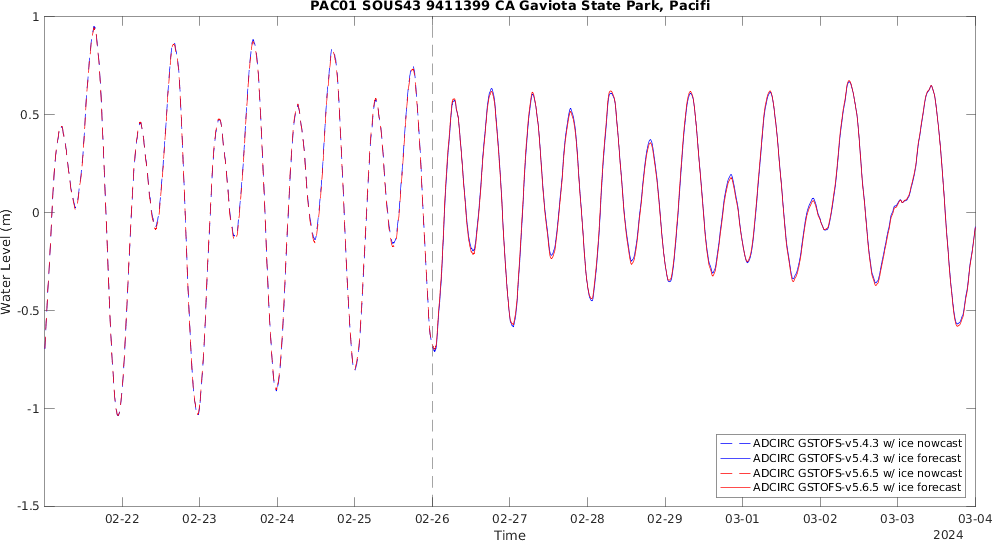 PAC01 SOUS43 9411399 CA Gaviota State Park, Pacifi
1
0.5
0
-0.5
-1
-1.5
Water Level (m)
ADCIRC GSTOFS-v5.4.3 w/ ice nowcast
ADCIRC GSTOFS-v5.4.3 w/ ice forecast
ADCIRC GSTOFS-v5.6.5 w/ ice nowcast
ADCIRC GSTOFS-v5.6.5 w/ ice forecast
02-22 02-23 02-24 02-25 02-26 02-27 02-28 02-29 03-01 03-02 03-03 03-04
Time
2024